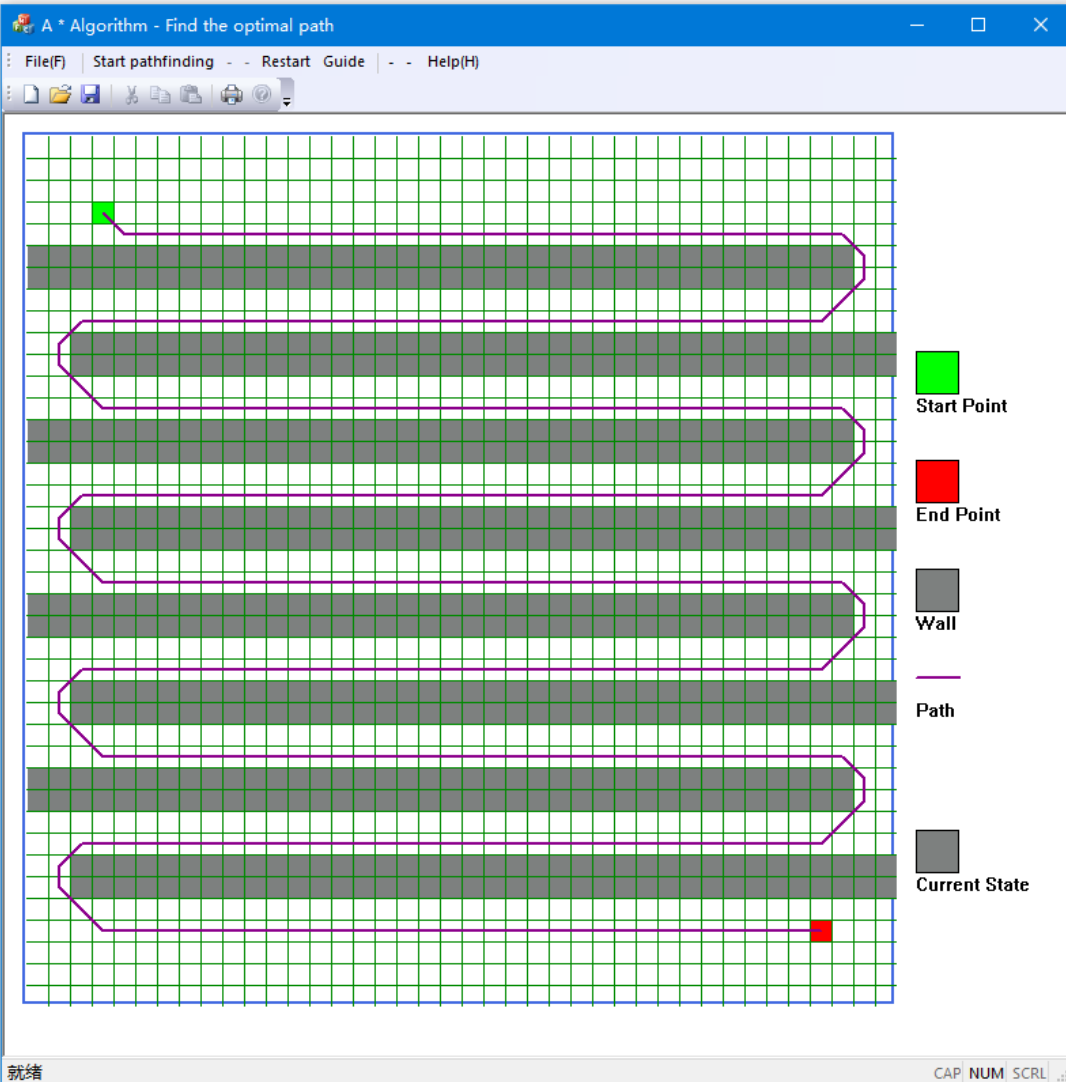 A * Algorithm - Find the optimal path
File(F) Start pathfinding - - Restart Guide - - Help(H)
Start Point
End Point
Wall
Path
Current State
就绪 CAP NUM SCRL